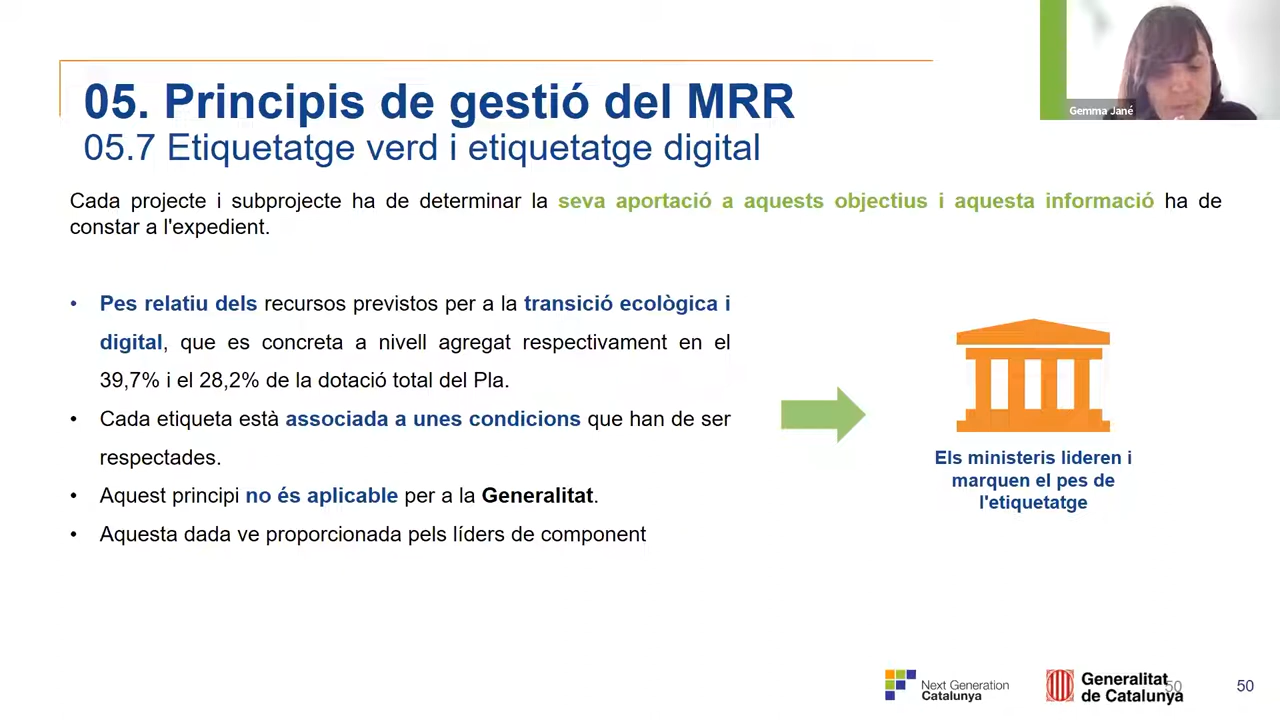 Gemma Jané
05. Principis de gestió del MRR
05.7 Etiquetatge verd i etiquetatge digital
Cada projecte i subprojecte ha de determinar la seva aportació a aquests objectius i aquesta informació ha de
constar a l'expedient.
• Pes relatiu dels recursos previstos per a la transició ecològica i
digital, que es concreta a nivell agregat respectivament en el
39,7% i el 28,2% de la dotació total del Pla.
• Cada etiqueta està associada a unes condicions que han de ser
respectades.
• Aquest principi no és aplicable per a la Generalitat.
• Aquesta dada ve proporcionada pels líders de component
Els ministeris lideren i
marquen el pes de
l'etiquetatge
Next Generation
Catalunya
Generalitat
de Catalunya
50
50